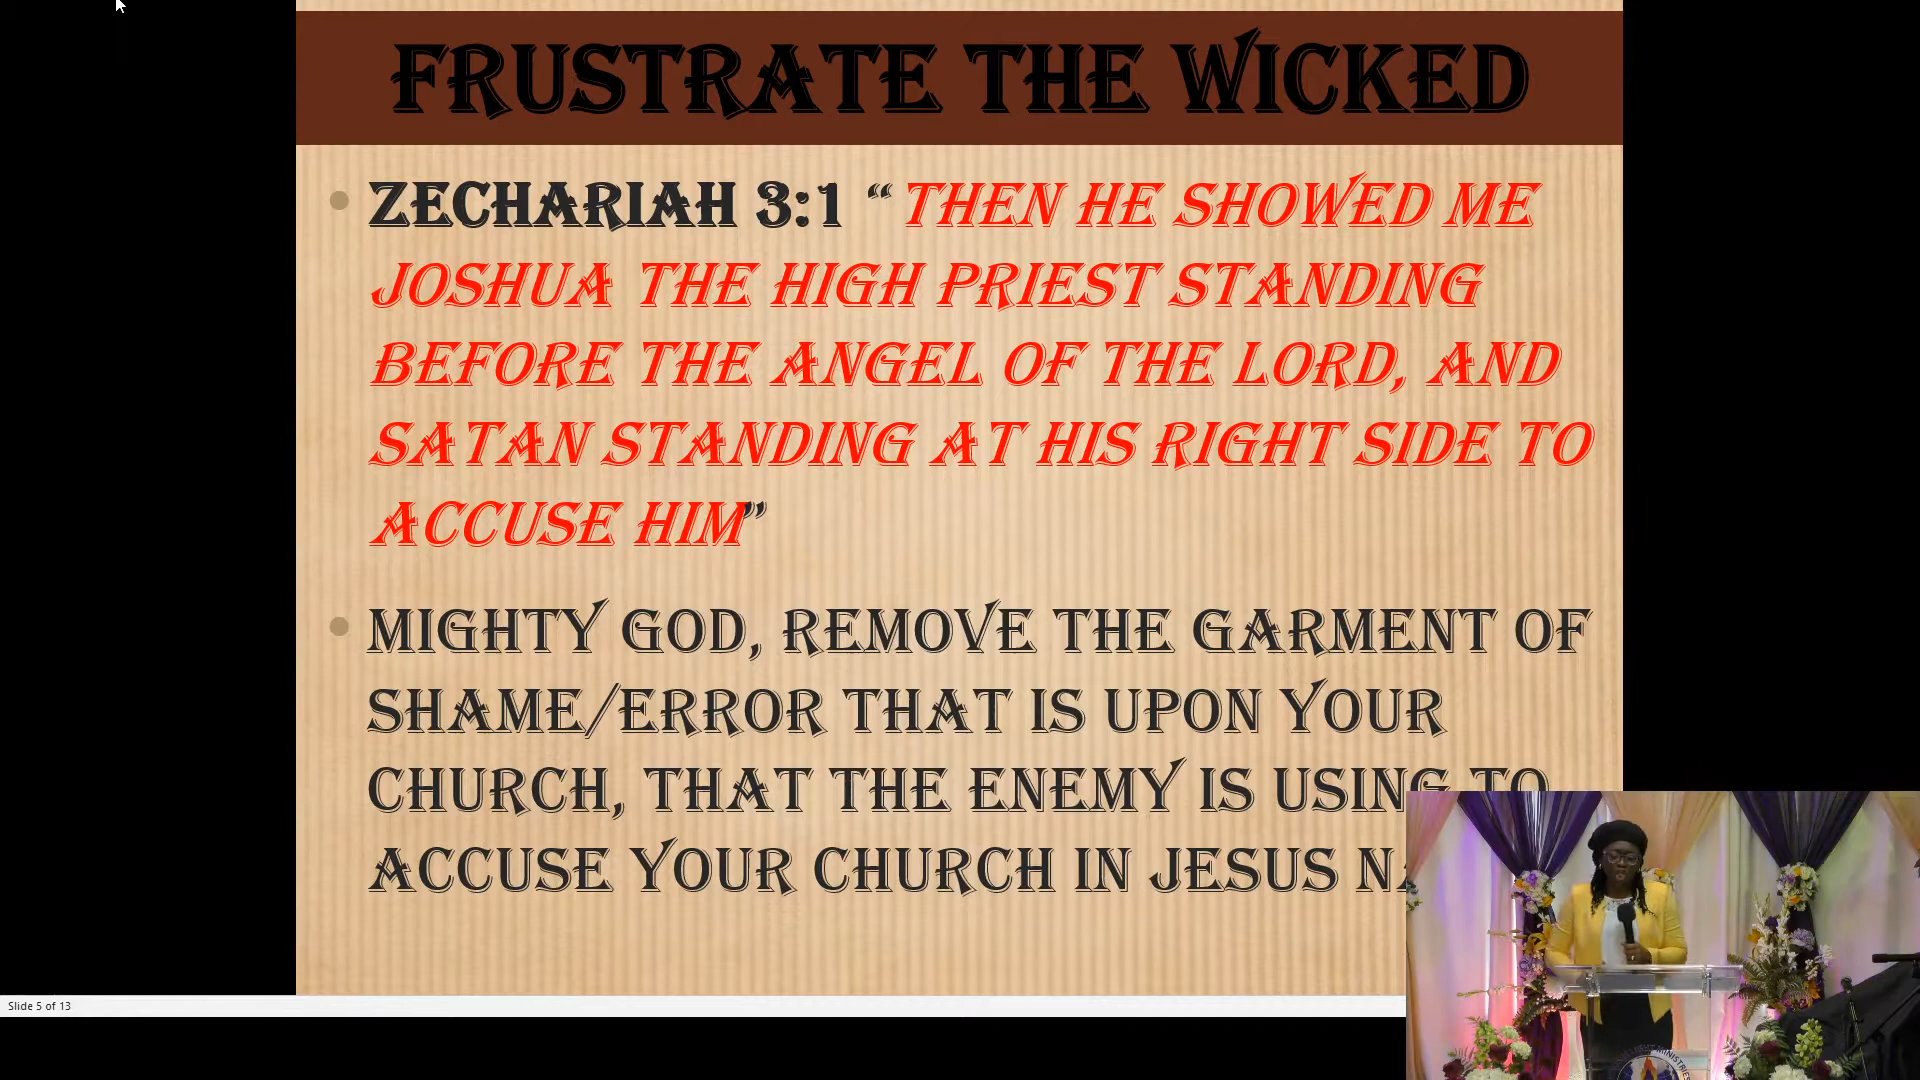 FRUSTRATE THE WICKED
ZECHARIAH 3:1 “THEN HE SHOWED ME
JOSHUA THE HIGH PRIEST STANDING
BEFORE THE ANGEL OF THE LORD, AND
SATAN STANDING AT HIS RIGHT SIDE TO
ACCUSE HIM”
MIGHTY GOD, REMOVE THE GARMENT OF
SHAME/ERROR THAT IS UPON YOUR
CHURCH, THAT THE ENEMY IS USING TO
ACCUSE YOUR CHURCH IN JESUS
Slide 5 of 13
MINISTRIES